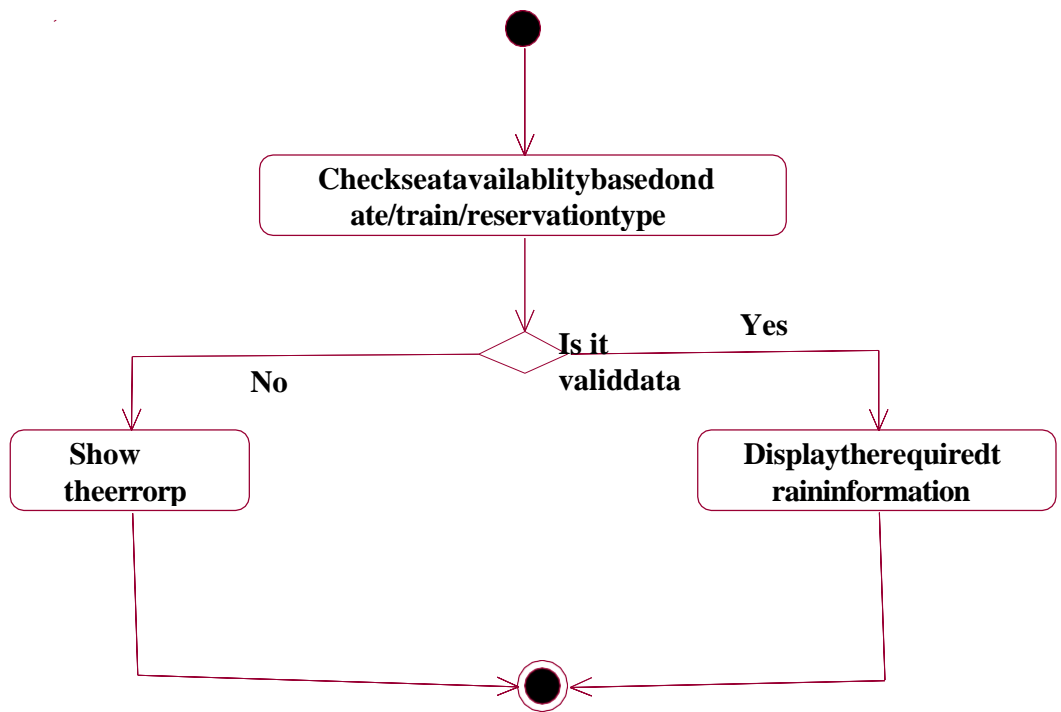 Checkseatavailablitybasedond
ate/train/reservationtype
Yes
Is it
validdata
No
Show
theerrorp
Displaytherequiredt
raininformation